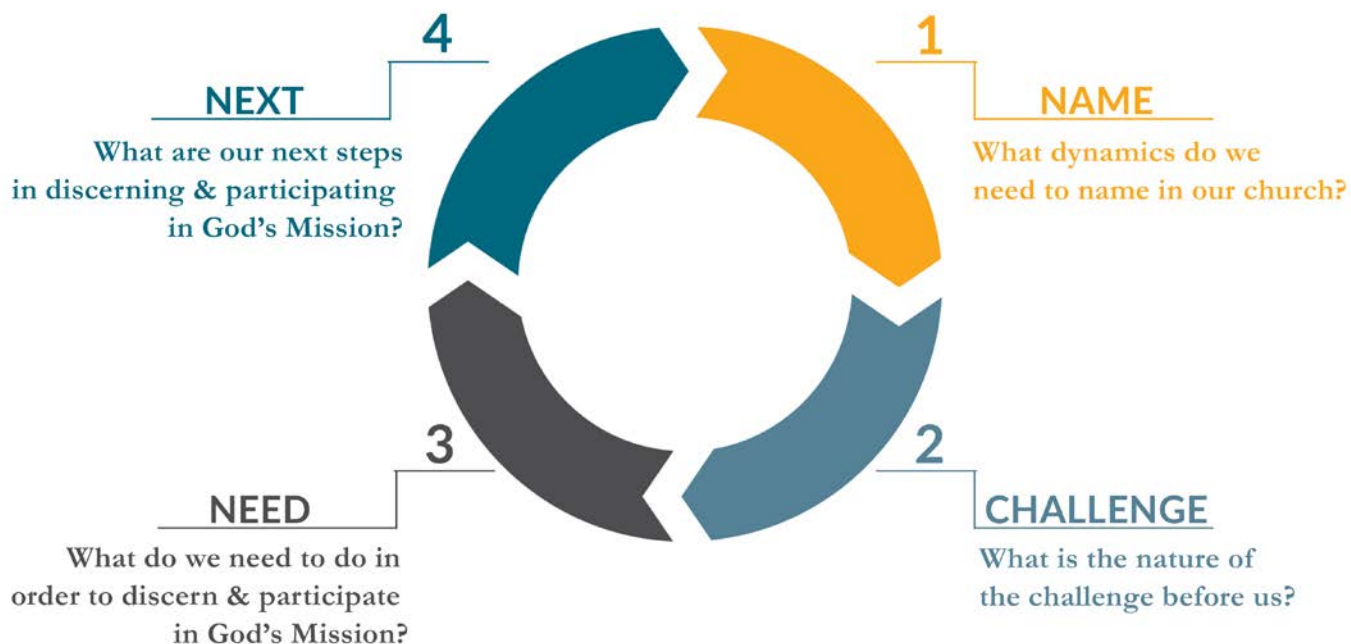 1
NAME
What dynamics do we
need to name in our church?
2
CHALLENGE
What is the nature of
the challenge before us?
3
NEED
What do we need to do in
order to discern & participate
in God's Mission?
4
NEXT
What are our next steps
in discerning & participating
in God's Mission?